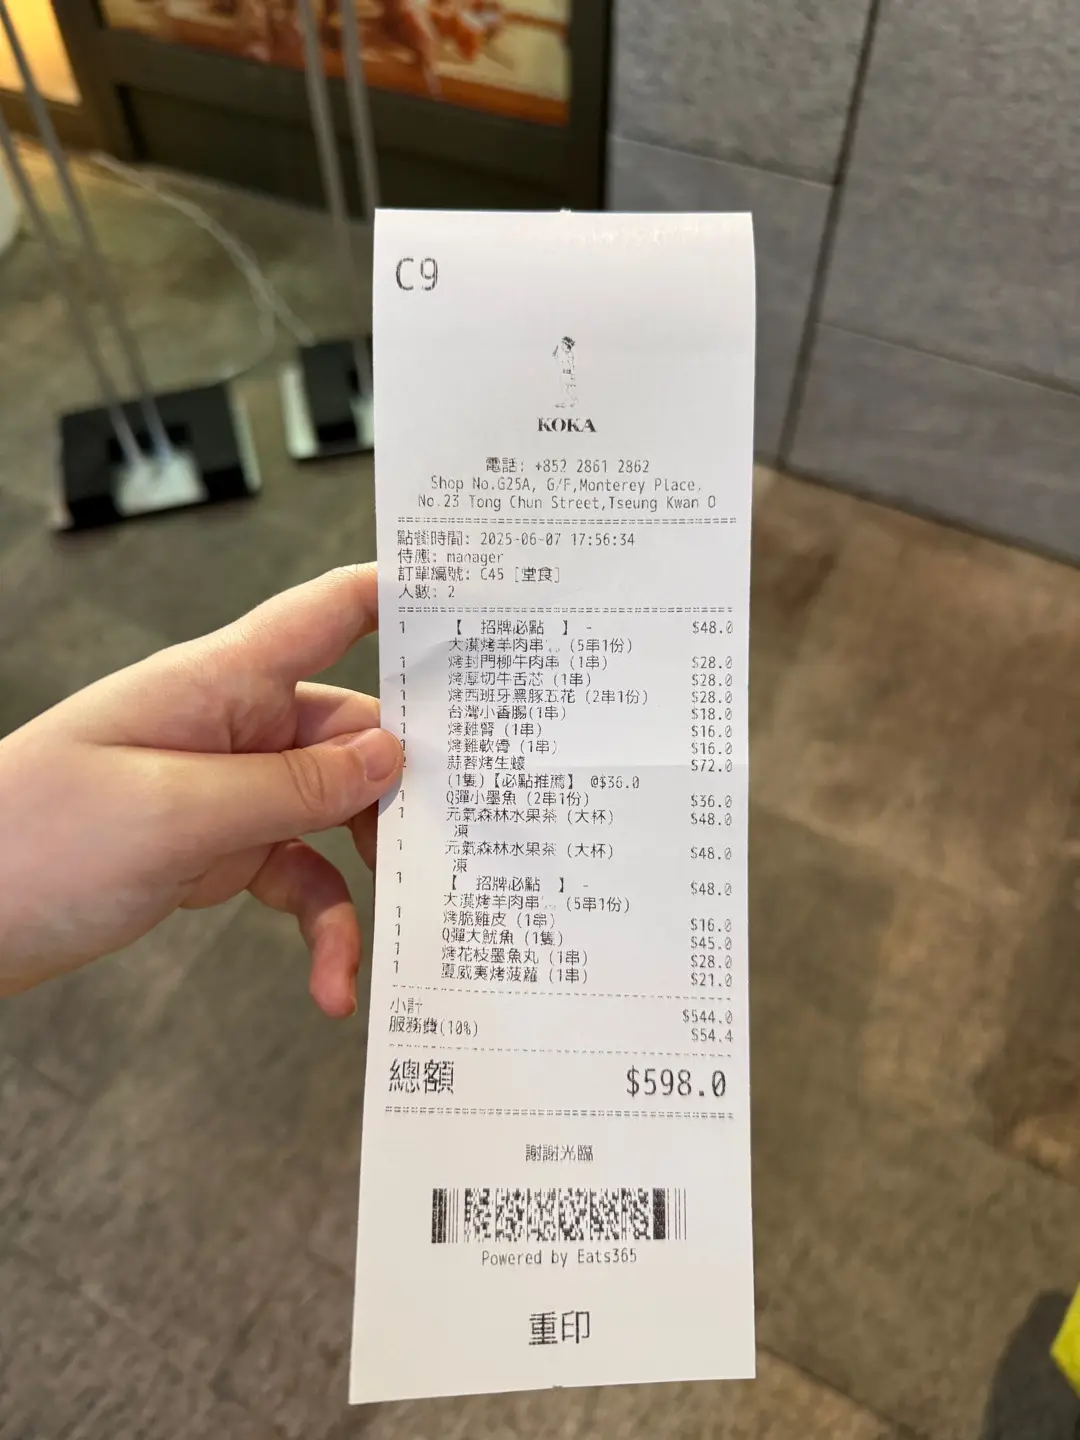 C9
KOKA
電話: +852 2861 2862
Shop No.G25A, G/F,Monterey Place,
No.23 Tong Chun Street,Tseung Kwan O
點餐時間: 2025-06-07 17:56:34
侍應: manager
訂單編號: C45 [堂食]
人數: 2
1 【 招牌必點 】 - $48.0
大漠烤羊肉串... (5串1份)
1 烤封門柳牛肉串 (1串) $28.0
1 烤厚切牛舌芯 (1串) $28.0
1 烤西班牙黑豚五花 (2串1份) $28.0
1 台灣小香腸(1串) $18.0
1 烤雞腎 (1串) $16.0
1 烤雞軟骨 (1串) $16.0
2 蒜蓉烤生蠔 $72.0
(1隻)【必點推薦】 @$36.0
1 Q彈小墨魚 (2串1份) $36.0
1 元氣森林水果茶 (大杯) $48.0
凍
1 元氣森林水果茶 (大杯) $48.0
凍
1 【 招牌必點 】 - $48.0
大漠烤羊肉串... (5串1份)
1 烤脆雞皮 (1串) $16.0
1 Q彈大魷魚 (1隻) $45.0
1 烤花枝墨魚丸 (1串) $28.0
1 夏威夷烤菠蘿 (1串) $21.0
小計 $544.0
服務費(10%) $54.4
總額 $598.0
謝謝光臨
Powered by Eats365
重印